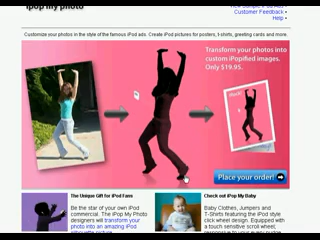 ipop my photo
Customer Feedback •
Help •
Customize your photos in the style of the famous iPod ads. Create iPod pictures for posters, t-shirts, greeting cards and more.
Transform your photos into
custom iPopified images.
Only $19.95.
Place your order!
The Unique Gift for iPod Fans
Be the star of your own iPod
commercial. The iPop My Photo
designers will transform your
photo into an amazing iPod
silhouette picture
Check out iPop My Baby
Baby Clothes, Jumpers and
T-Shirts featuring the iPod style
click wheel design. Equipped with
a touch sensitive scroll wheel;